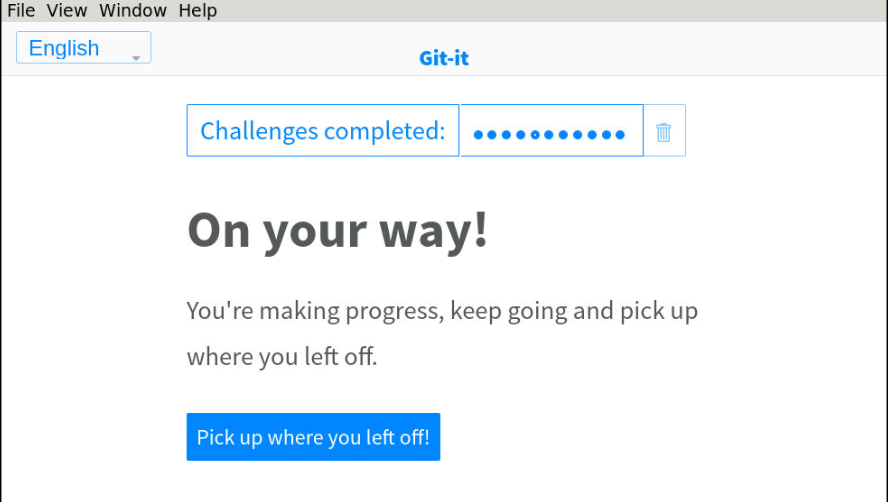 File View Window Help
English
Git-it
Challenges completed:
On your way!
You're making progress, keep going and pick up
where you left off.
Pick up where you left off!